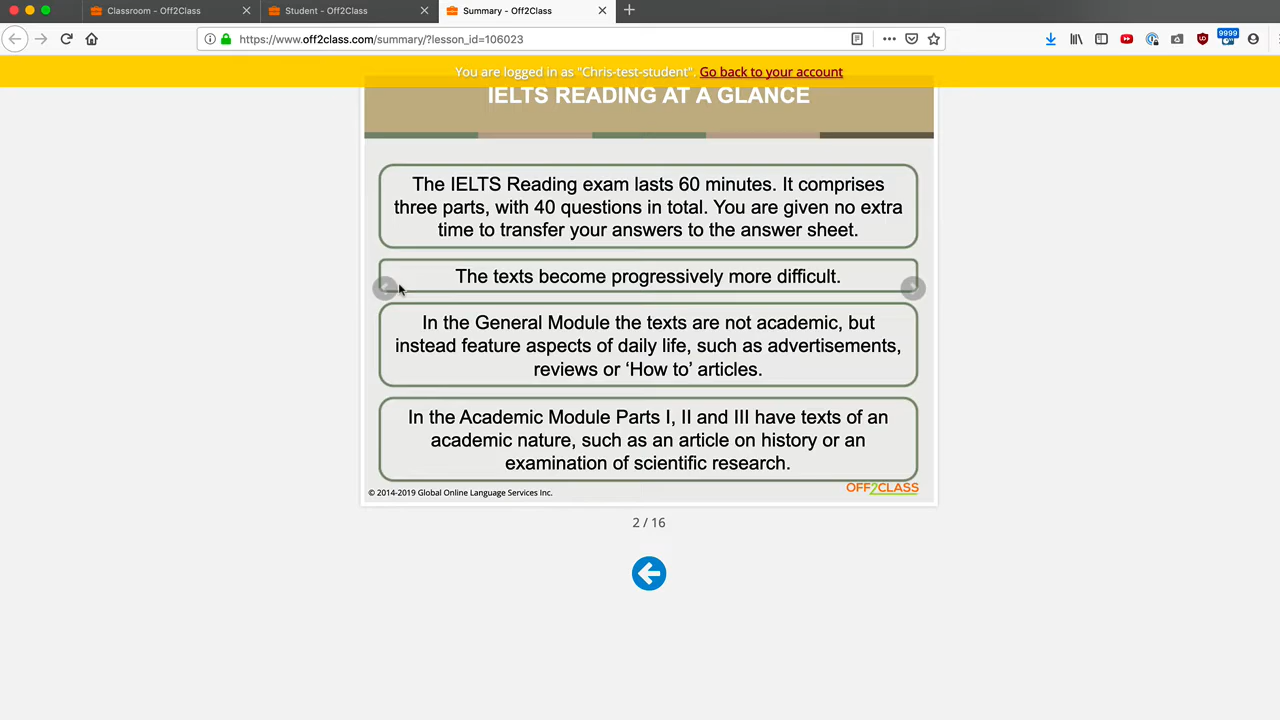 Classroom - Off2Class
Student - Off2Class
Summary - Off2Class
https://www.off2class.com/summary/?lesson_id=106023
9999
You are logged in as "Chris-test-student". Go back to your account
IELTS READING AT A GLANCE
The IELTS Reading exam lasts 60 minutes. It comprises
three parts, with 40 questions in total. You are given no extra
time to transfer your answers to the answer sheet.
The texts become progressively more difficult.
In the General Module the texts are not academic, but
instead feature aspects of daily life, such as advertisements,
reviews or ‘How to’ articles.
In the Academic Module Parts I, II and III have texts of an
academic nature, such as an article on history or an
examination of scientific research.
© 2014-2019 Global Online Language Services Inc.
OFF2CLASS
2 / 16